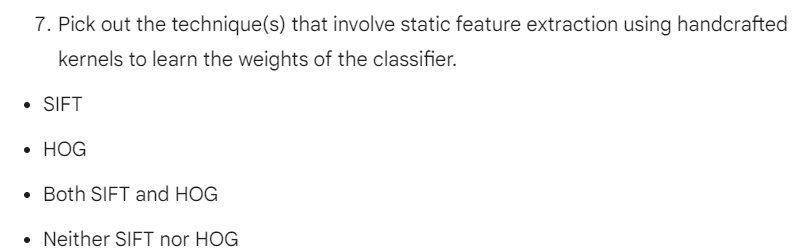 7. Pick out the technique(s) that involve static feature extraction using handcrafted
kernels to learn the weights of the classifier.
• SIFT
• HOG
• Both SIFT and HOG
• Neither SIFT nor HOG